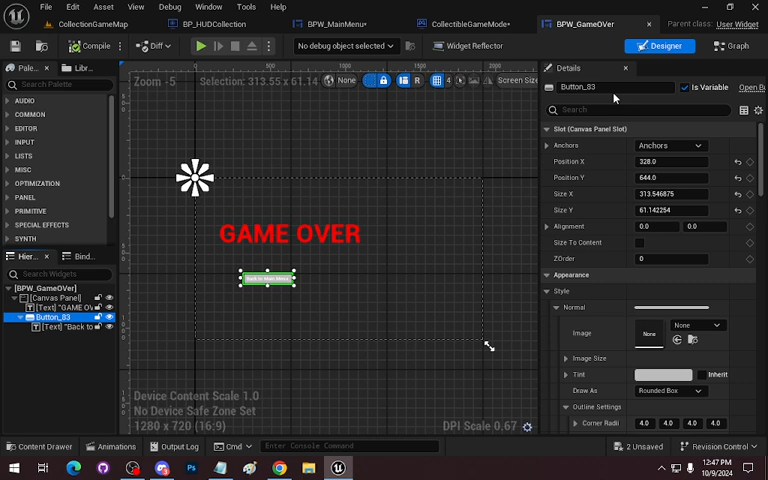 File Edit Asset View Debug Window Tools Help
CollectionGameMap
BP_HUDCollection
BPW_MainMenu•
CollectibleGameMode•
BPW_GameOVer
Parent class: User Widget
Compile
Diff
No debug object selected
Widget Reflector
Designer
Graph
Palette
Libr...
Details
Zoom -5
Selection: 313.55 x 61.14
None
R
4
Screen Size
500
1000
1500
2000
Search Palette
Button_83
Is Variable
Open B
Search
AUDIO
COMMON
EDITOR
INPUT
LISTS
MISC
OPTIMIZATION
PANEL
PRIMITIVE
SPECIAL EFFECTS
SYNTH
Slot (Canvas Panel Slot)
Anchors
Anchors
Position X
328.0
Position Y
644.0
Size X
313.546875
Size Y
61.142254
Alignment
0.0
0.0
Size To Content
ZOrder
0
GAME OVER
Back to Main Menu
Hier...
Bind...
Search Widgets
[BPW_GameOVer]
[Canvas Panel]
[Text] "GAME OV
Button_83
[Text] "Back to
Appearance
Style
Normal
Image
None
None
Image Size
Tint
Inherit
Draw As
Rounded Box
Outline Settings
Corner Radii
4.0
4.0
4.0
4.0
Device Content Scale 1.0
No Device Safe Zone Set
1280 x 720 (16:9)
DPI Scale 0.67
Content Drawer
Animations
Output Log
Cmd
Enter Console Command
2 Unsaved
Revision Control
12:47 PM
10/9/2024